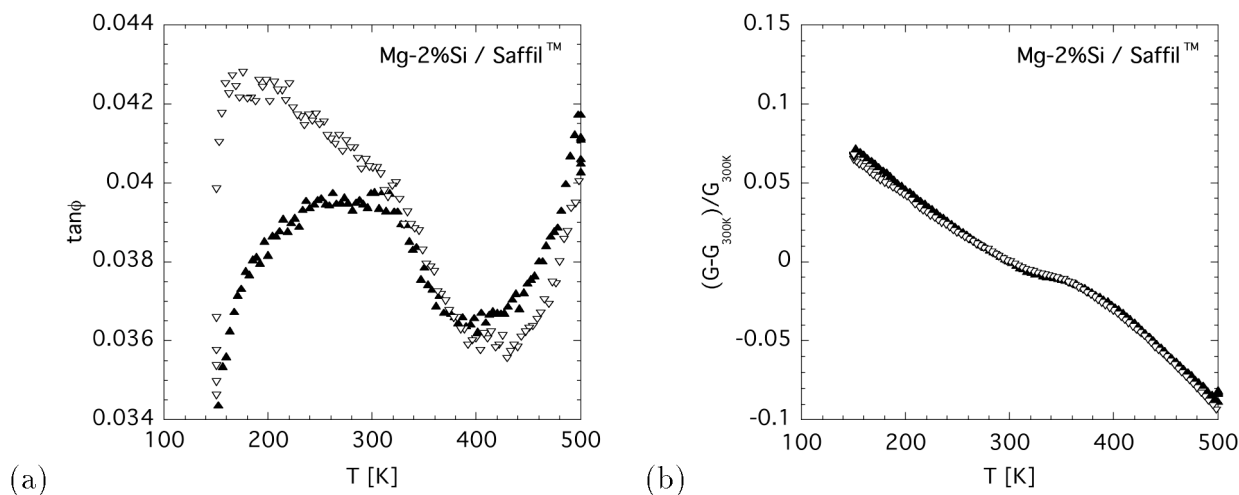 0.044
0.042
0.04
0.038
0.036
0.034
tanϕ
Mg-2%Si / Saffil™
100 200 300 400 500
T [K]
(a)
0.15
0.1
0.05
0
-0.05
-0.1
(G-G300K)/G300K
Mg-2%Si / Saffil™
100 200 300 400 500
T [K]
(b)